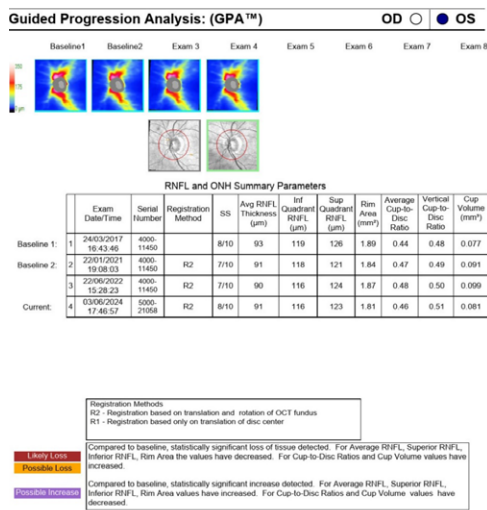 Guided Progression Analysis: (GPA™) OD OS
Baseline1 Baseline2 Exam 3 Exam 4 Exam 5 Exam 6 Exam 7 Exam 8
RNFL and ONH Summary Parameters
Exam Date/Time Serial Number Registration Method SS Avg RNFL Thickness (µm) Inf Quadrant RNFL (µm) Sup Quadrant RNFL (µm) Rim Area (mm²) Average Cup-to-Disc Ratio Vertical Cup-to-Disc Ratio Cup Volume (mm³)
Baseline 1: 1 24/03/2017 16:43:46 4000-11450 8/10 93 119 126 1.89 0.44 0.48 0.077
Baseline 2: 2 22/01/2021 19:08:03 4000-11450 R2 7/10 91 118 121 1.84 0.47 0.49 0.091
3 22/06/2022 15:28:23 4000-11450 R2 7/10 90 116 124 1.87 0.48 0.50 0.099
Current: 4 03/06/2024 17:46:57 5000-21058 R2 8/10 91 116 123 1.81 0.46 0.51 0.081
Registration Methods
R2 - Registration based on translation and rotation of OCT fundus
R1 - Registration based only on translation of disc center
Likely Loss
Possible Loss
Compared to baseline, statistically significant loss of tissue detected. For Average RNFL, Superior RNFL,
Inferior RNFL, Rim Area the values have decreased. For Cup-to-Disc Ratios and Cup Volume values have
increased.
Possible Increase
Compared to baseline, statistically significant increase detected. For Average RNFL, Superior RNFL,
Inferior RNFL, Rim Area values have increased. For Cup-to-Disc Ratios and Cup Volume values have
decreased.